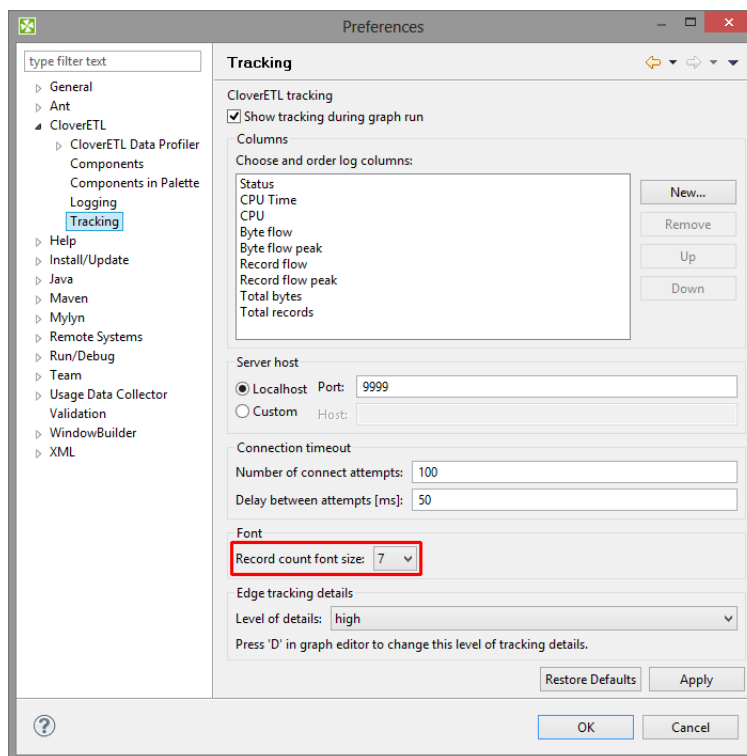 Preferences
type filter text
General
Ant
CloverETL
CloverETL Data Profiler
Components
Components in Palette
Logging
Tracking
Help
Install/Update
Java
Maven
Mylyn
Remote Systems
Run/Debug
Team
Usage Data Collector
Validation
WindowBuilder
XML
Tracking
CloverETL tracking
Show tracking during graph run
Columns
Choose and order log columns:
Status
CPU Time
CPU
Byte flow
Byte flow peak
Record flow
Record flow peak
Total bytes
Total records
New...
Remove
Up
Down
Server host
Localhost Port: 9999
Custom Host:
Connection timeout
Number of connect attempts: 100
Delay between attempts [ms]: 50
Font
Record count font size: 7
Edge tracking details
Level of details: high
Press 'D' in graph editor to change this level of tracking details.
Restore Defaults Apply
? OK Cancel